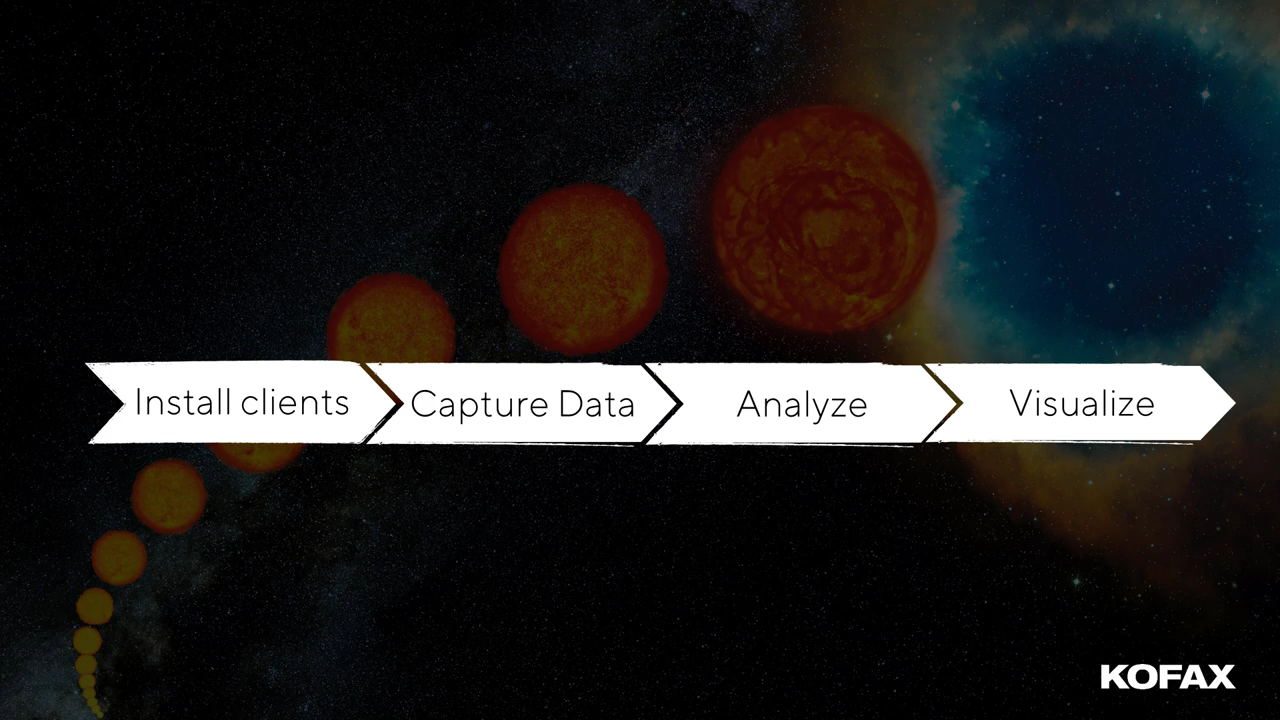 Install clients
Capture Data
Analyze
Visualize
KOFAX